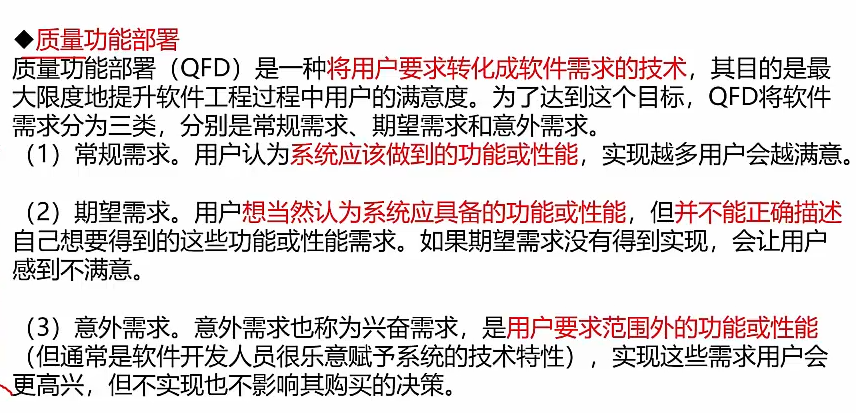 ◆质量功能部署
质量功能部署（QFD）是一种将用户要求转化成软件需求的技术，其目的是最
大限度地提升软件工程过程中用户的满意度。为了达到这个目标，QFD将软件
需求分为三类，分别是常规需求、期望需求和意外需求。
（1）常规需求。用户认为系统应该做到的功能或性能，实现越多用户会越满意。
（2）期望需求。用户想当然认为系统应具备的功能或性能，但并不能正确描述
自己想要得到的这些功能或性能需求。如果期望需求没有得到实现，会让用户
感到不满意。
（3）意外需求。意外需求也称为兴奋需求，是用户要求范围外的功能或性能
（但通常是软件开发人员很乐意赋予系统的技术特性），实现这些需求用户会
更高兴，但不实现也不影响其购买的决策。